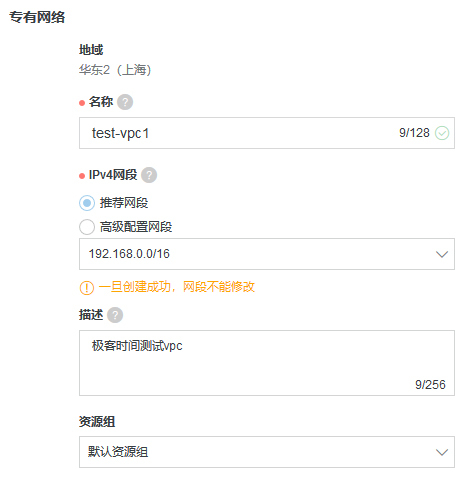 专有网络
地域
华东2（上海）
名称 ?
test-vpc1 9/128
IPv4网段 ?
推荐网段
高级配置网段
192.168.0.0/16
! 一旦创建成功，网段不能修改
描述 ?
极客时间测试vpc
9/256
资源组
默认资源组